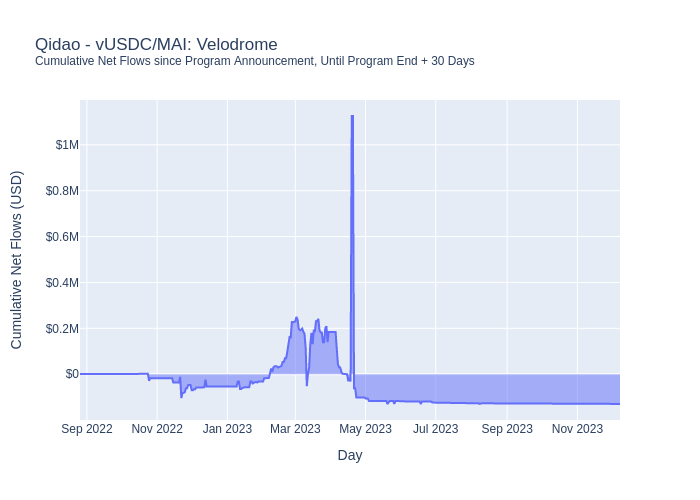 Qidao - vUSDC/MAI: Velodrome
Cumulative Net Flows since Program Announcement, Until Program End + 30 Days
Cumulative Net Flows (USD)
$1M
$0.8M
$0.6M
$0.4M
$0.2M
$0
Sep 2022 Nov 2022 Jan 2023 Mar 2023 May 2023 Jul 2023 Sep 2023 Nov 2023
Day